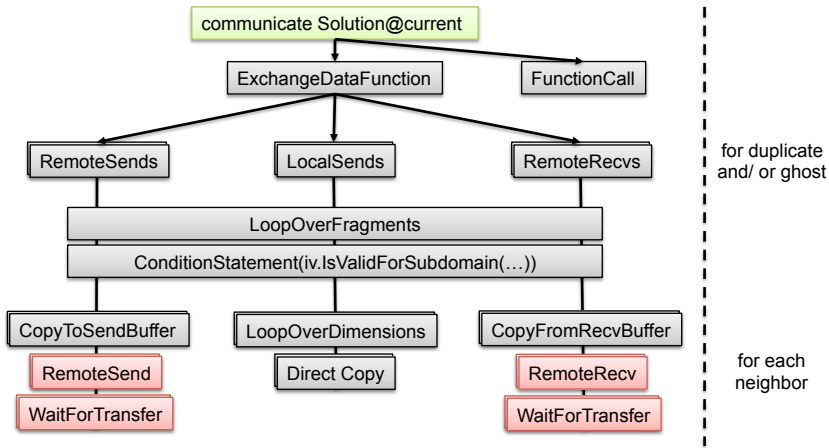 communicate Solution@current
ExchangeDataFunction
FunctionCall
RemoteSends
LocalSends
RemoteRecvs
for duplicate
and/ or ghost
LoopOverFragments
ConditionStatement(iv.IsValidForSubdomain(…))
CopyToSendBuffer
LoopOverDimensions
CopyFromRecvBuffer
RemoteSend
Direct Copy
RemoteRecv
for each
neighbor
WaitForTransfer
WaitForTransfer